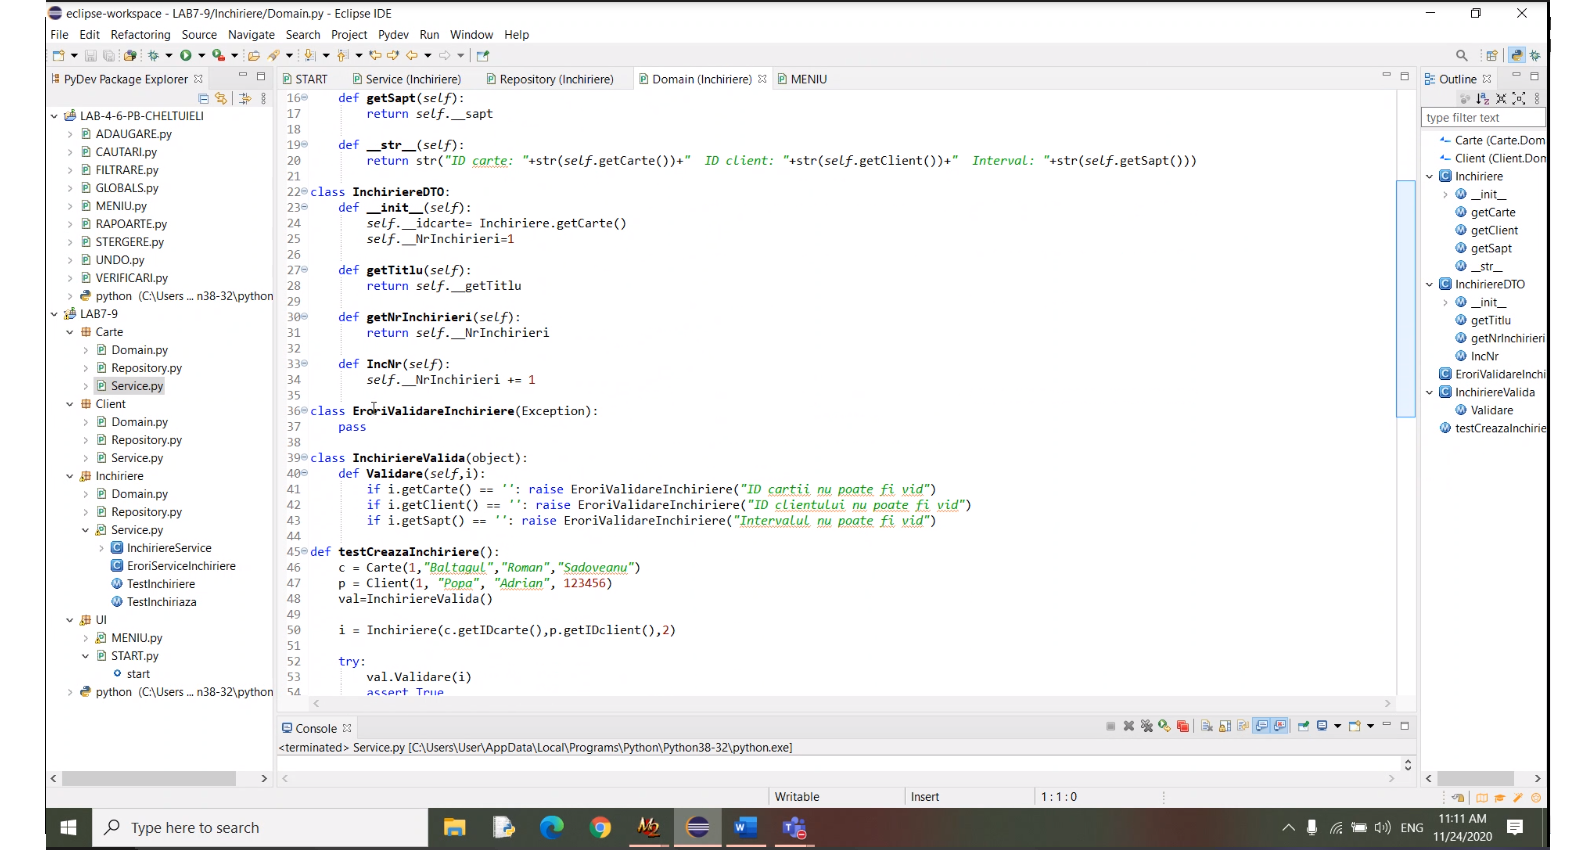 eclipse-workspace - LAB7-9/Inchiriere/Domain.py - Eclipse IDE
File Edit Refactoring Source Navigate Search Project Pydev Run Window Help
PyDev Package Explorer
LAB-4-6-PB-CHELTUIELI
ADAUGARE.py
CAUTARI.py
FILTRARE.py
GLOBALS.py
MENIU.py
RAPOARTE.py
STERGERE.py
UNDO.py
VERIFICARI.py
python (C:\Users ... n38-32\python
LAB7-9
Carte
Domain.py
Repository.py
Service.py
Client
Domain.py
Repository.py
Service.py
Inchiriere
Domain.py
Repository.py
Service.py
InchiriereService
EroriServiceInchiriere
TestInchiriere
TestInchiriaza
UI
MENIU.py
START.py
start
python (C:\Users ... n38-32\python
START Service (Inchiriere) Repository (Inchiriere) Domain (Inchiriere) MENIU
16 def getSapt(self):
17 return self.__sapt
18
19 def __str__(self):
20 return str("ID carte: "+str(self.getCarte())+" ID client: "+str(self.getClient())+" Interval: "+str(self.getSapt()))
21
22 class InchiriereDTO:
23 def __init__(self):
24 self.__idcarte= Inchiriere.getCarte()
25 self.__NrInchirieri=1
26
27 def getTitlu(self):
28 return self.__getTitlu
29
30 def getNrInchirieri(self):
31 return self.__NrInchirieri
32
33 def IncNr(self):
34 self.__NrInchirieri += 1
35
36 class EroriValidareInchiriere(Exception):
37 pass
38
39 class InchiriereValida(object):
40 def Validare(self,i):
41 if i.getCarte() == '': raise EroriValidareInchiriere("ID cartii nu poate fi vid")
42 if i.getClient() == '': raise EroriValidareInchiriere("ID clientului nu poate fi vid")
43 if i.getSapt() == '': raise EroriValidareInchiriere("Intervalul nu poate fi vid")
44
45 def testCreazaInchiriere():
46 c = Carte(1,"Baltagul","Roman","Sadoveanu")
47 p = Client(1, "Popa", "Adrian", 123456)
48 val=InchiriereValida()
49
50 i = Inchiriere(c.getIDcarte(),p.getIDclient(),2)
51
52 try:
53 val.Validare(i)
54 assert True
Outline
type filter text
Carte (Carte.Dom
Client (Client.Don
Inchiriere
__init__
getCarte
getClient
getSapt
__str__
InchiriereDTO
__init__
getTitlu
getNrInchirieri
IncNr
EroriValidareInchi
InchiriereValida
Validare
testCreazaInchirie
Console
<terminated> Service.py [C:\Users\User\AppData\Local\Programs\Python\Python38-32\python.exe]
Writable Insert 1 : 1 : 0
Type here to search
ENG
11:11 AM
11/24/2020